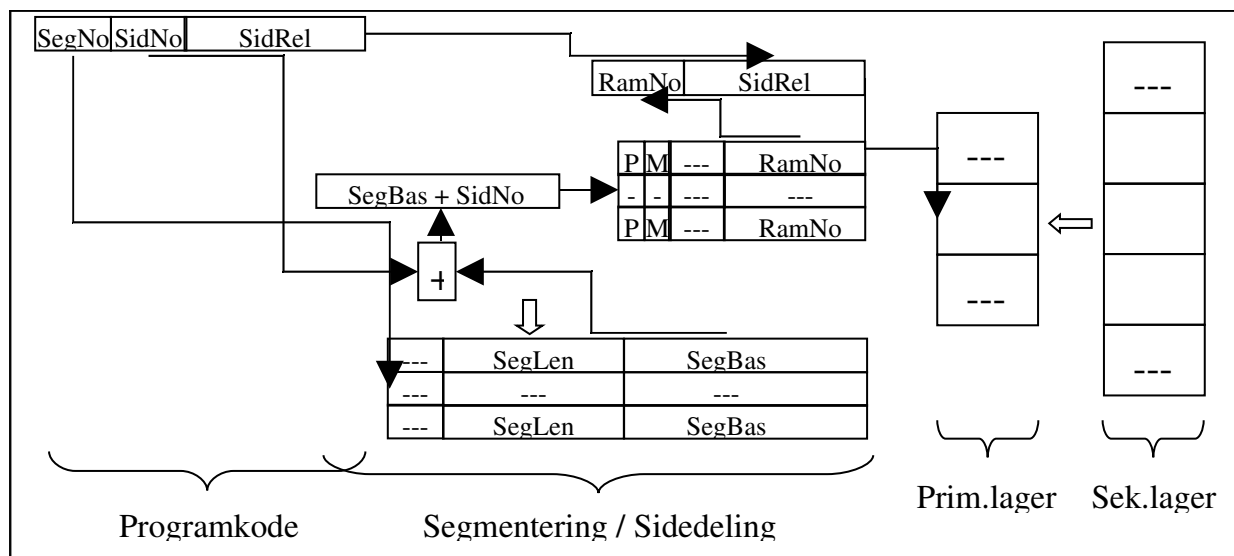 SegNo SidNo SidRel
RamNo SidRel
---
---
P M --- RamNo
SegBas + SidNo
- - --- ---
P M --- RamNo
+
---
--- SegLen SegBas
---
--- --- ---
--- SegLen SegBas
Prim.lager Sek.lager
Programkode Segmentering / Sidedeling